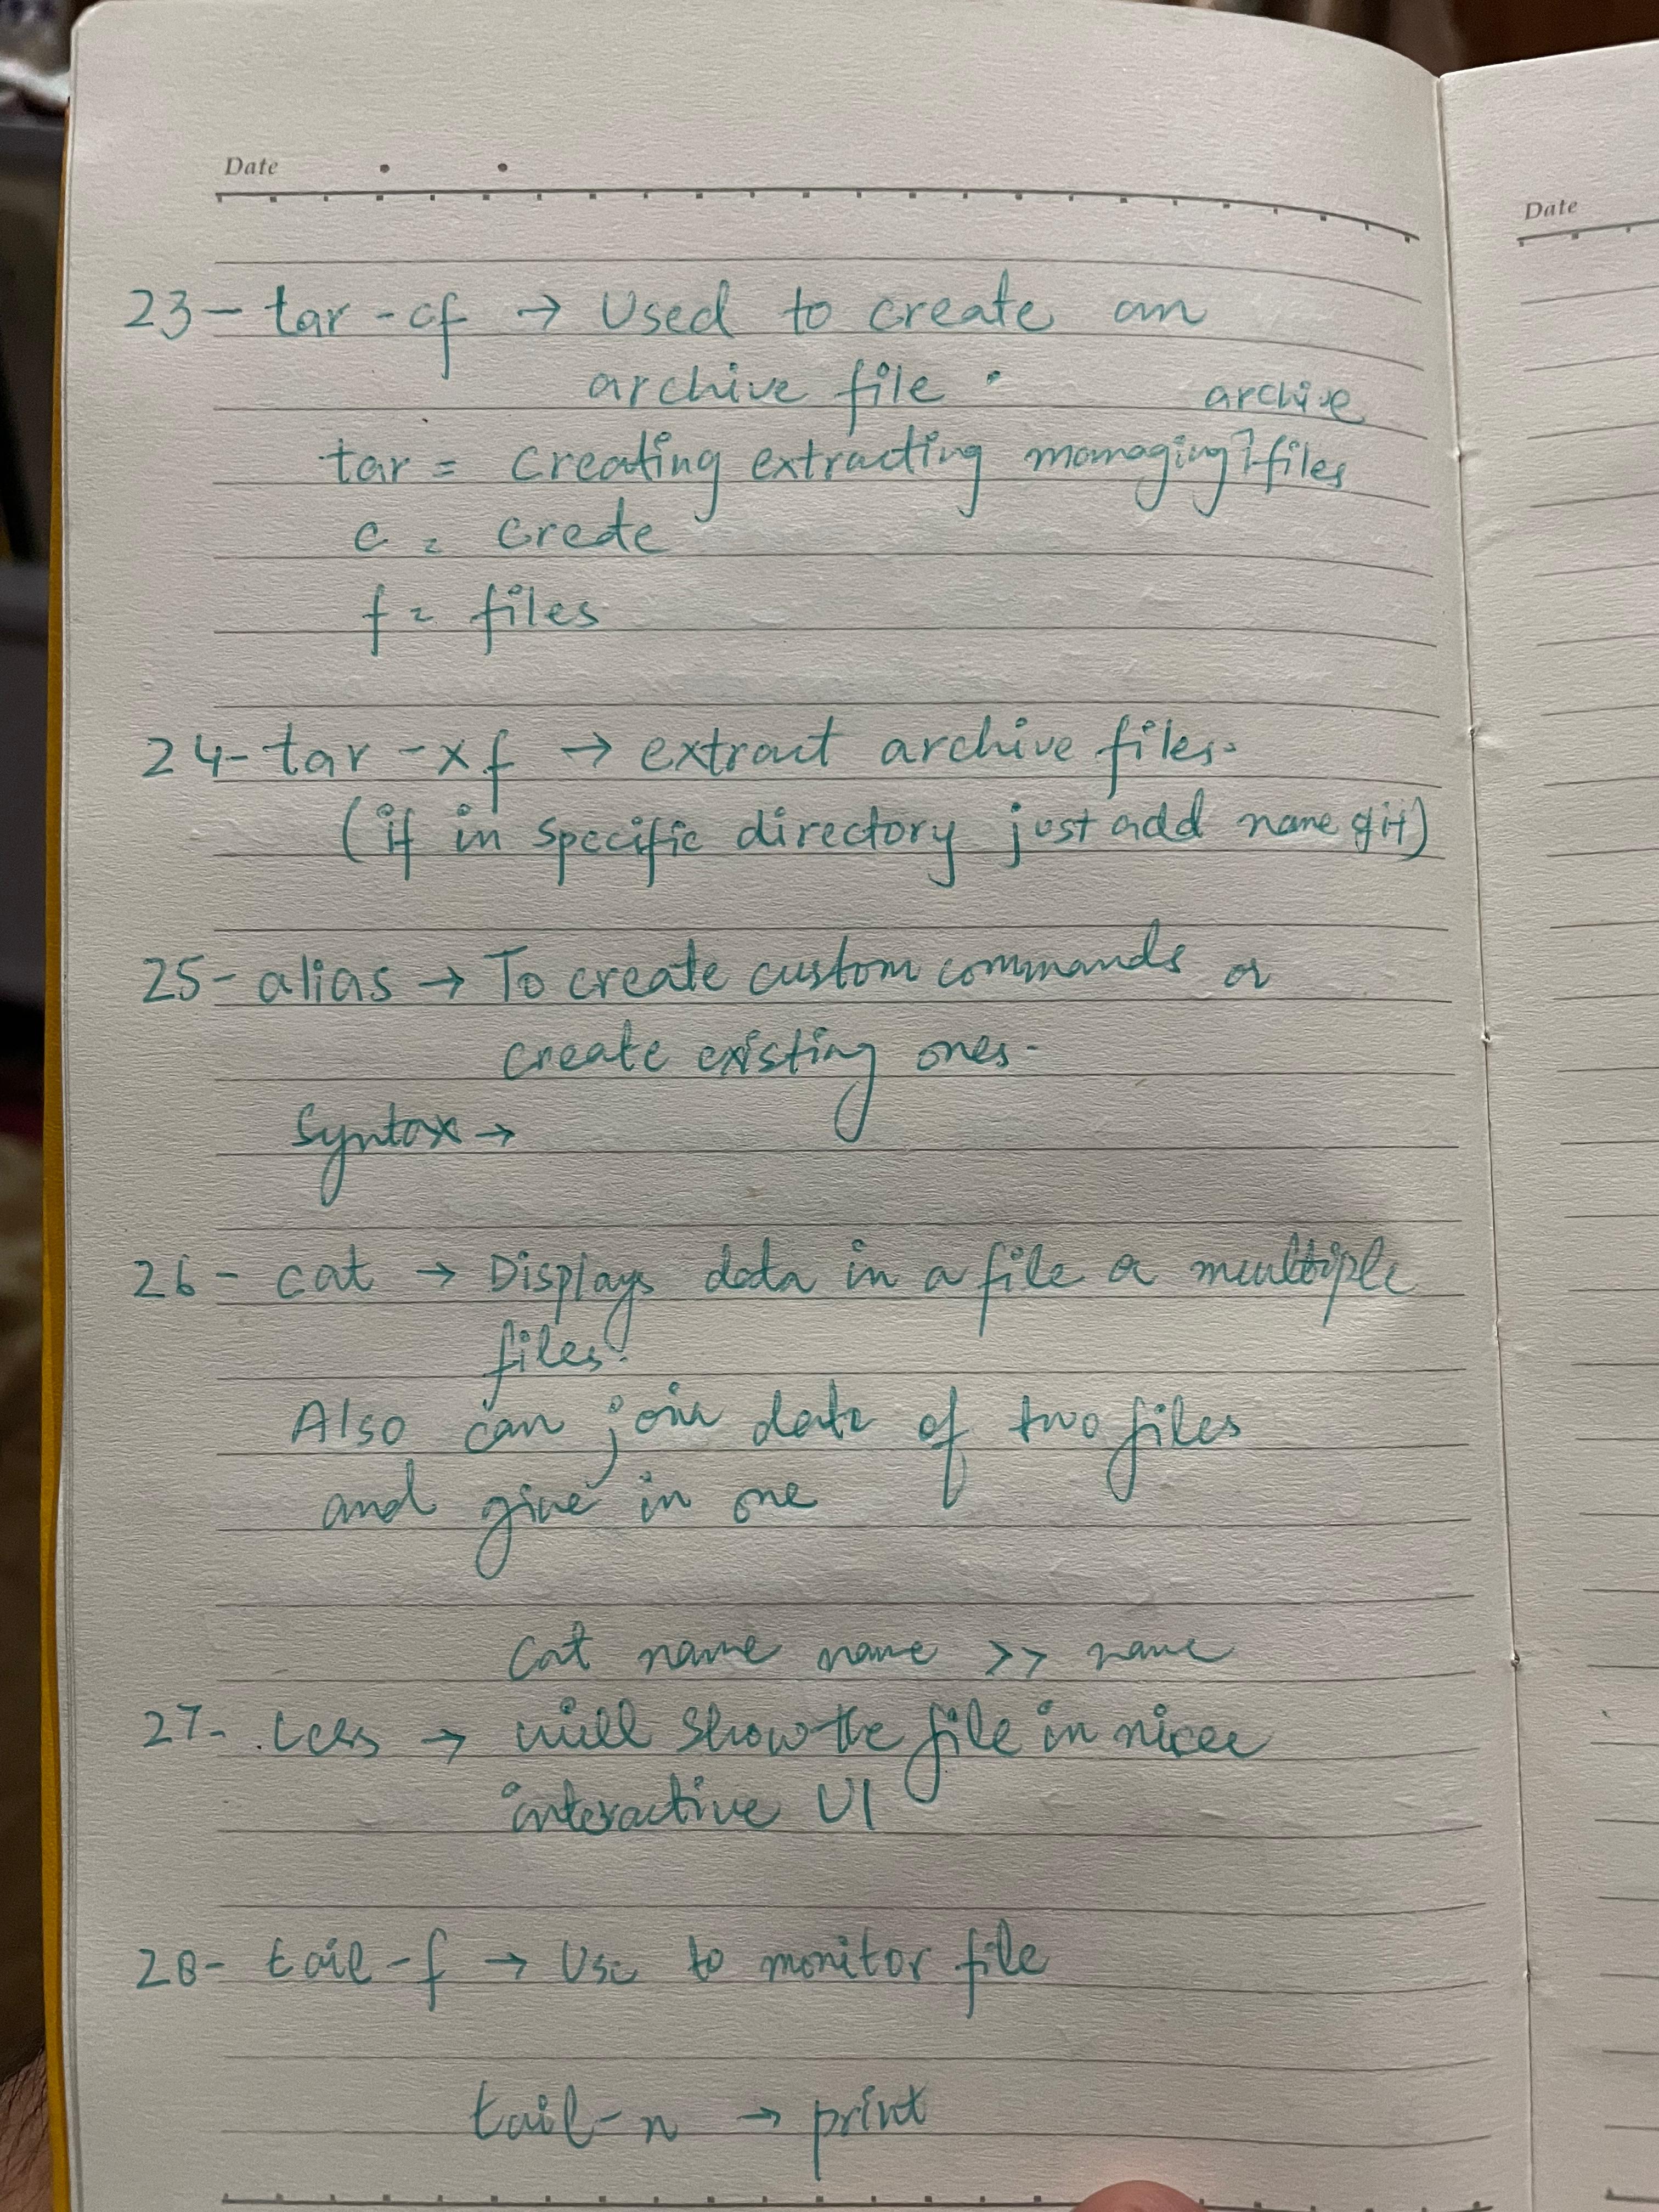 Date
Date
23- tar -cf → Used to create an
archive file.
archive
tar = creating extracting managing files
c = create
f = files
24- tar -xf → extract archive files.
(if in specific directory just add name of it)
25- alias → To create custom commands or
create existing ones.
Syntax →
26- cat → Displays data in a file or multiple
files.
Also can join data of two files
and give in one
cat name name >> name
27- Less → will show the file in nicer
interactive UI
28- tail -f → Use to monitor file
tail -n → print